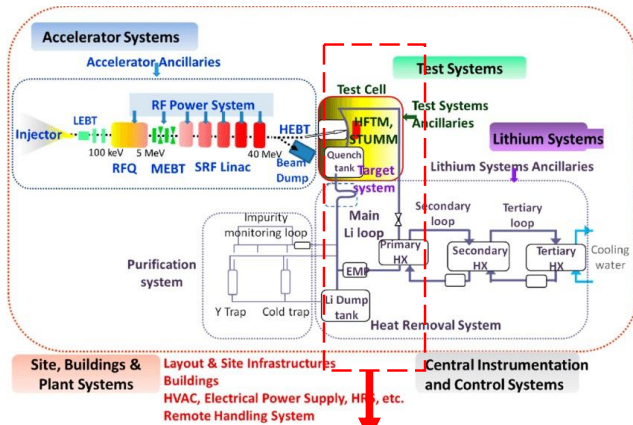 Accelerator Systems
Accelerator Ancillaries
RF Power System
Injector
LEBT
100 keV
RFQ
5 MeV
MEBT
SRF Linac
40 MeV
HEBT
Beam
Dump
Test Cell
HFTM,
STUMM
Quench
tank
Target
system
Test Systems
Test Systems
Ancillaries
Lithium Systems
Lithium Systems Ancillaries
Impurity
monitoring loop
Purification
system
Y Trap
Cold trap
Main
Li loop
EMP
Li Dump
tank
Primary
HX
Secondary
loop
Secondary
HX
Tertiary
loop
Tertiary
HX
Cooling
water
Heat Removal System
Site, Buildings &
Plant Systems
Layout & Site Infrastructures
Buildings
HVAC, Electrical Power Supply, HRS, etc.
Remote Handling System
Central Instrumentation
and Control Systems